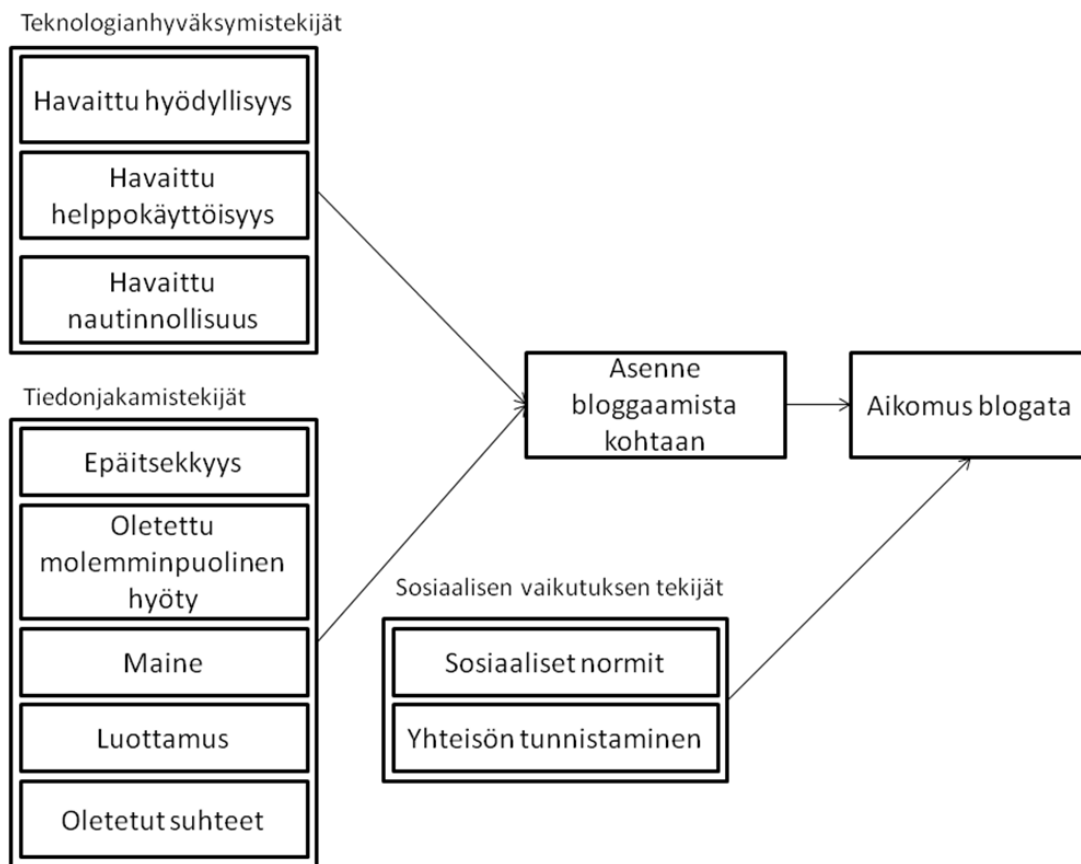 Teknologianhyväksymistekijät
Havaittu hyödyllisyys
Havaittu
helppokäyttöisyys
Havaittu
nautinnollisuus
Tiedonjakamistekijät
Epäitsekkyys
Oletettu
molemminpuolinen
hyöty
Maine
Luottamus
Oletetut suhteet
Asenne
bloggaamista
kohtaan
Aikomus blogata
Sosiaalisen vaikutuksen tekijät
Sosiaaliset normit
Yhteisön tunnistaminen